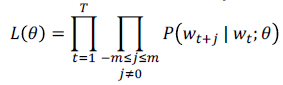 L(θ) = ∏_{t=1}^{T} ∏_{-m≤j≤m, j≠0} P(w_{t+j} | w_t; θ)